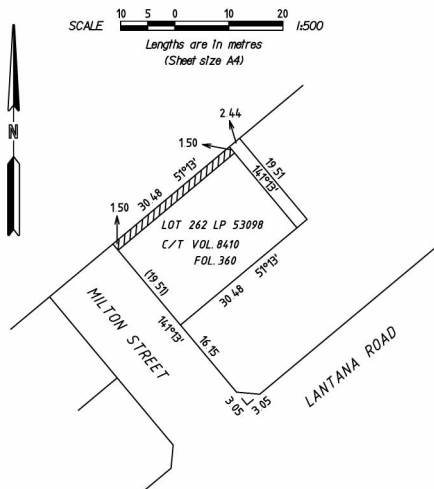 10 5 0 10 20
SCALE 1:500
Lengths are in metres
(Sheet size A4)
N
2.44
1.50
19.51
141°13'
30.48 51°13'
1.50
LOT 262 LP 53098
C/T VOL. 8410
FOL. 360
(19.51)
141°13'
30.48 51°13'
16.15
MILTON STREET
LANTANA ROAD
3.05
3.05